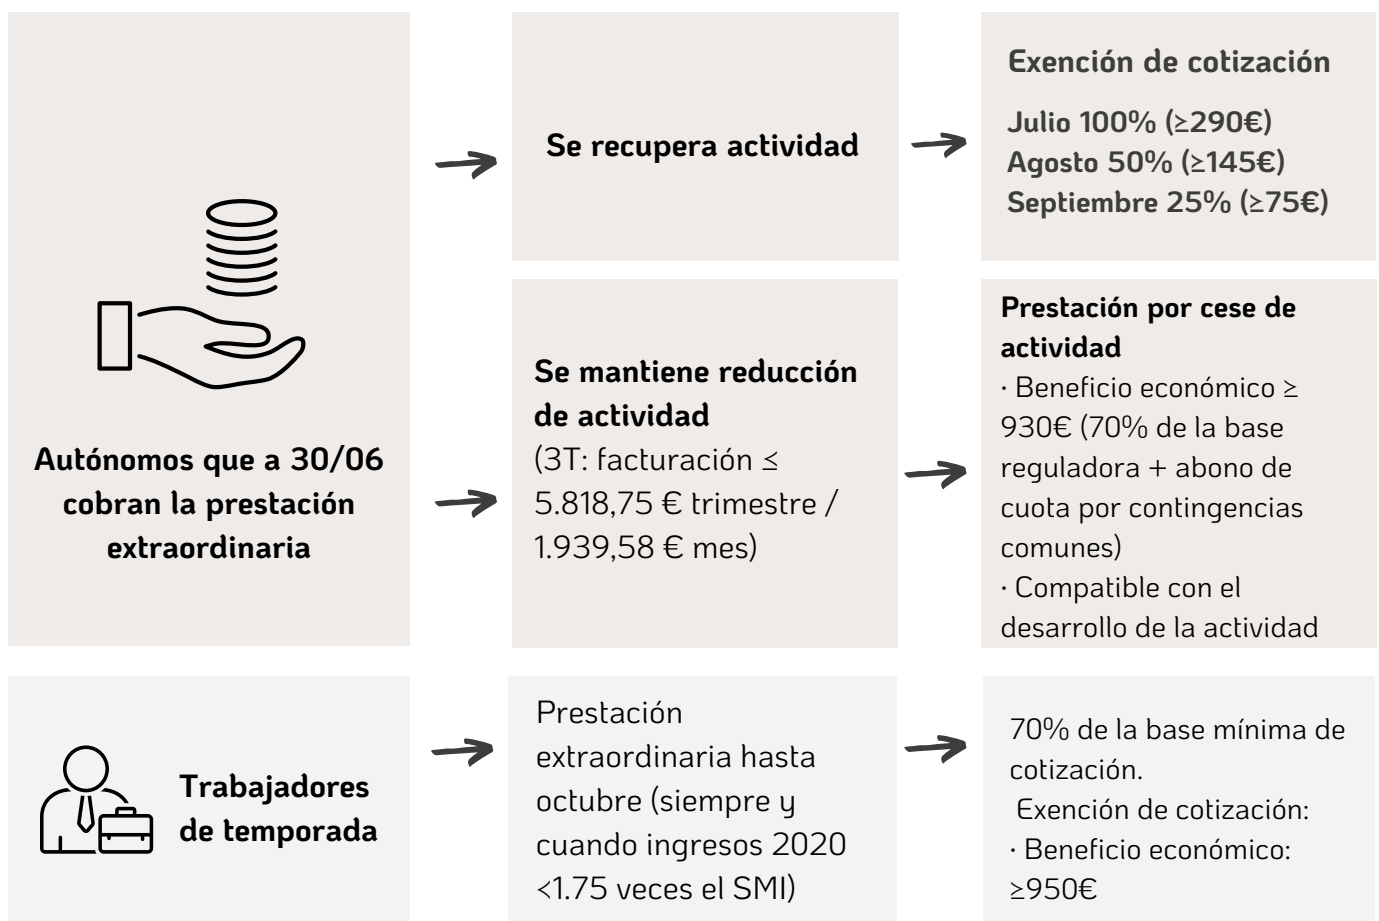 Autónomos que a 30/06
cobran la prestación
extraordinaria
Se recupera actividad
Exención de cotización
Julio 100% (≥290€)
Agosto 50% (≥145€)
Septiembre 25% (≥75€)
Se mantiene reducción
de actividad
(3T: facturación ≤
5.818,75 € trimestre /
1.939,58 € mes)
Prestación por cese de
actividad
· Beneficio económico ≥
930€ (70% de la base
reguladora + abono de
cuota por contingencias
comunes)
· Compatible con el
desarrollo de la actividad
Trabajadores
de temporada
Prestación
extraordinaria hasta
octubre (siempre y
cuando ingresos 2020
<1.75 veces el SMI)
70% de la base mínima de
cotización.
Exención de cotización:
· Beneficio económico:
≥950€